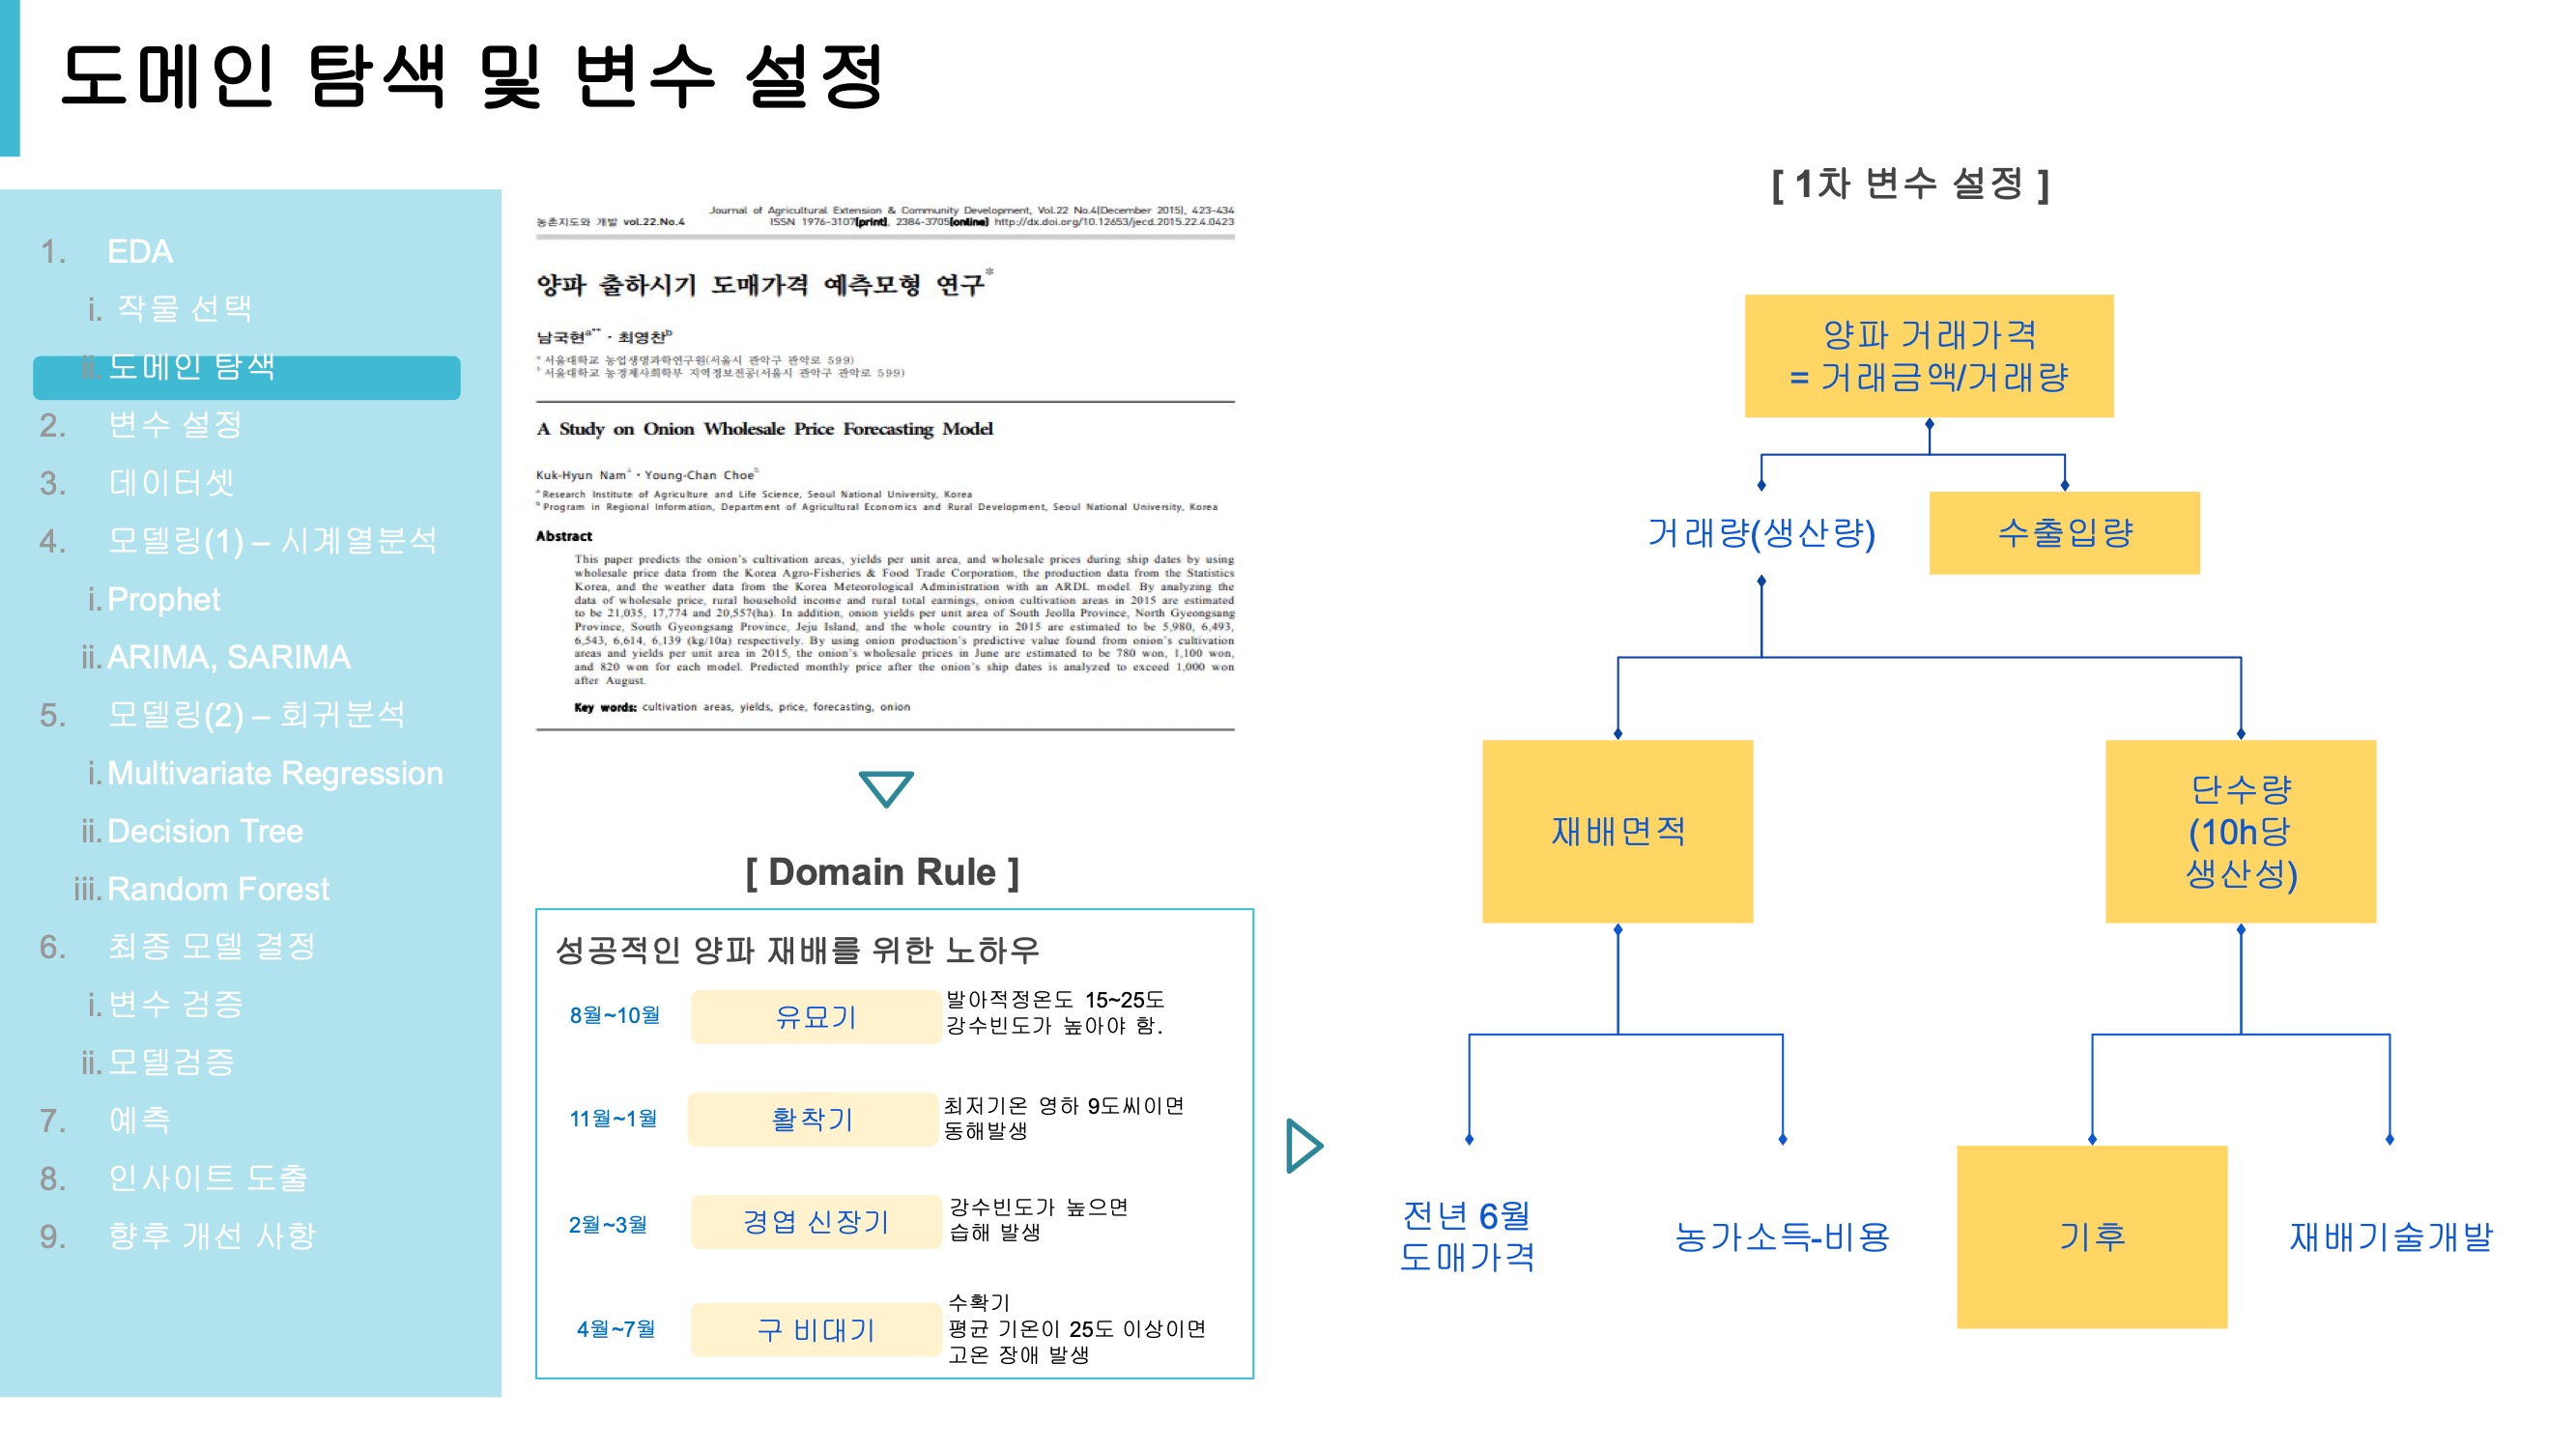 도메인 탐색 및 변수 설정
1. EDA
i. 작물 선택
ii. 도메인 탐색
2. 변수 설정
3. 데이터셋
4. 모델링(1) – 시계열분석
i. Prophet
ii. ARIMA, SARIMA
5. 모델링(2) – 회귀분석
i. Multivariate Regression
ii. Decision Tree
iii. Random Forest
6. 최종 모델 결정
i. 변수 검증
ii. 모델검증
7. 예측
8. 인사이트 도출
9. 향후 개선 사항
Journal of Agricultural Extension & Community Development, Vol.22 No.4(December 2015), 423-434
농촌지도와 개발 vol.22.No.4 ISSN 1976-3107(print), 2384-3705(online) http://dx.doi.org/10.12653/jecd.2015.22.4.0423
양파 출하시기 도매가격 예측모형 연구*
남국현a** · 최영찬b
a 서울대학교 농업생명과학연구원(서울시 관악구 관악로 599)
b 서울대학교 농경제사회학부 지역정보전공(서울시 관악구 관악로 599)
A Study on Onion Wholesale Price Forecasting Model
Kuk-Hyun Nama · Young-Chan Choeb
a Research Institute of Agriculture and Life Science, Seoul National University, Korea
b Program in Regional Information, Department of Agricultural Economics and Rural Development, Seoul National University, Korea
Abstract
This paper predicts the onion's cultivation areas, yields per unit area, and wholesale prices during ship dates by using
wholesale price data from the Korea Agro-Fisheries & Food Trade Corporation, the production data from the Statistics
Korea, and the weather data from the Korea Meteorological Administration with an ARDL model. By analyzing the
data of wholesale price, rural household income and rural total earnings, onion cultivation areas in 2015 are estimated
to be 21,035, 17,774 and 20,557(ha). In addition, onion yields per unit area of South Jeolla Province, North Gyeongsang
Province, South Gyeongsang Province, Jeju Island, and the whole country in 2015 are estimated to be 5,980, 6,493,
6,543, 6,614, 6,139 (kg/10a) respectively. By using onion production's predictive value found from onion's cultivation
areas and yields per unit area in 2015, the onion's wholesale prices in June are estimated to be 780 won, 1,100 won,
and 820 won for each model. Predicted monthly price after the onion's ship dates is analyzed to exceed 1,000 won
after August.
Key words: cultivation areas, yields, price, forecasting, onion
[ Domain Rule ]
성공적인 양파 재배를 위한 노하우
8월~10월 유묘기 발아적정온도 15~25도
강수빈도가 높아야 함.
11월~1월 활착기 최저기온 영하 9도씨이면
동해발생
2월~3월 경엽 신장기 강수빈도가 높으면
습해 발생
4월~7월 구 비대기 수확기
평균 기온이 25도 이상이면
고온 장애 발생
[ 1차 변수 설정 ]
양파 거래가격
= 거래금액/거래량
거래량(생산량) 수출입량
재배면적
단수량
(10h당
생산성)
전년 6월
도매가격
농가소득-비용
기후
재배기술개발